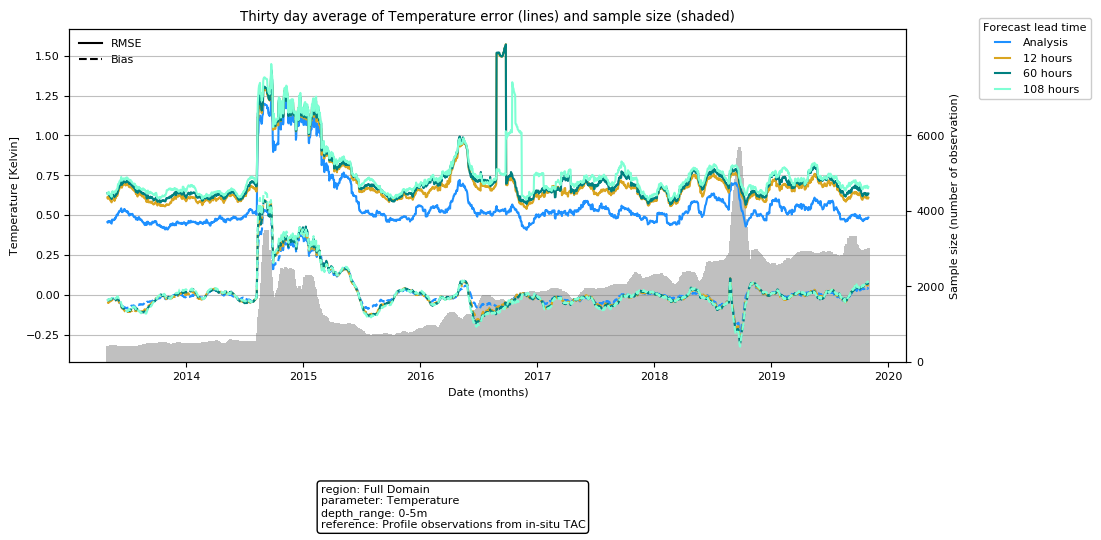 Thirty day average of Temperature error (lines) and sample size (shaded)
Forecast lead time
Analysis
12 hours
60 hours
108 hours
RMSE
Bias
1.50
1.25
1.00
0.75
0.50
0.25
0.00
−0.25
Temperature [Kelvin]
6000
4000
2000
0
Sample size (number of observation)
2014
2015
2016
2017
2018
2019
2020
Date (months)
region: Full Domain
parameter: Temperature
depth_range: 0-5m
reference: Profile observations from in-situ TAC